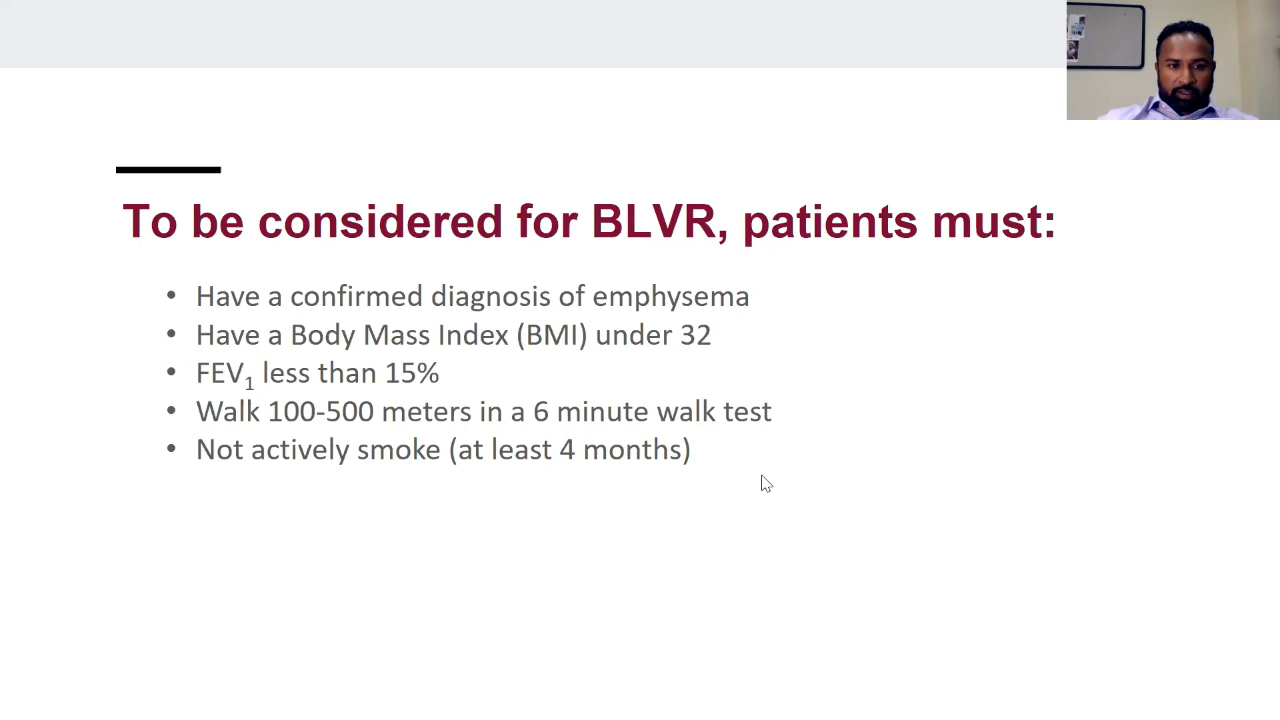 To be considered for BLVR, patients must:
• Have a confirmed diagnosis of emphysema
• Have a Body Mass Index (BMI) under 32
• FEV₁ less than 15%
• Walk 100-500 meters in a 6 minute walk test
• Not actively smoke (at least 4 months)